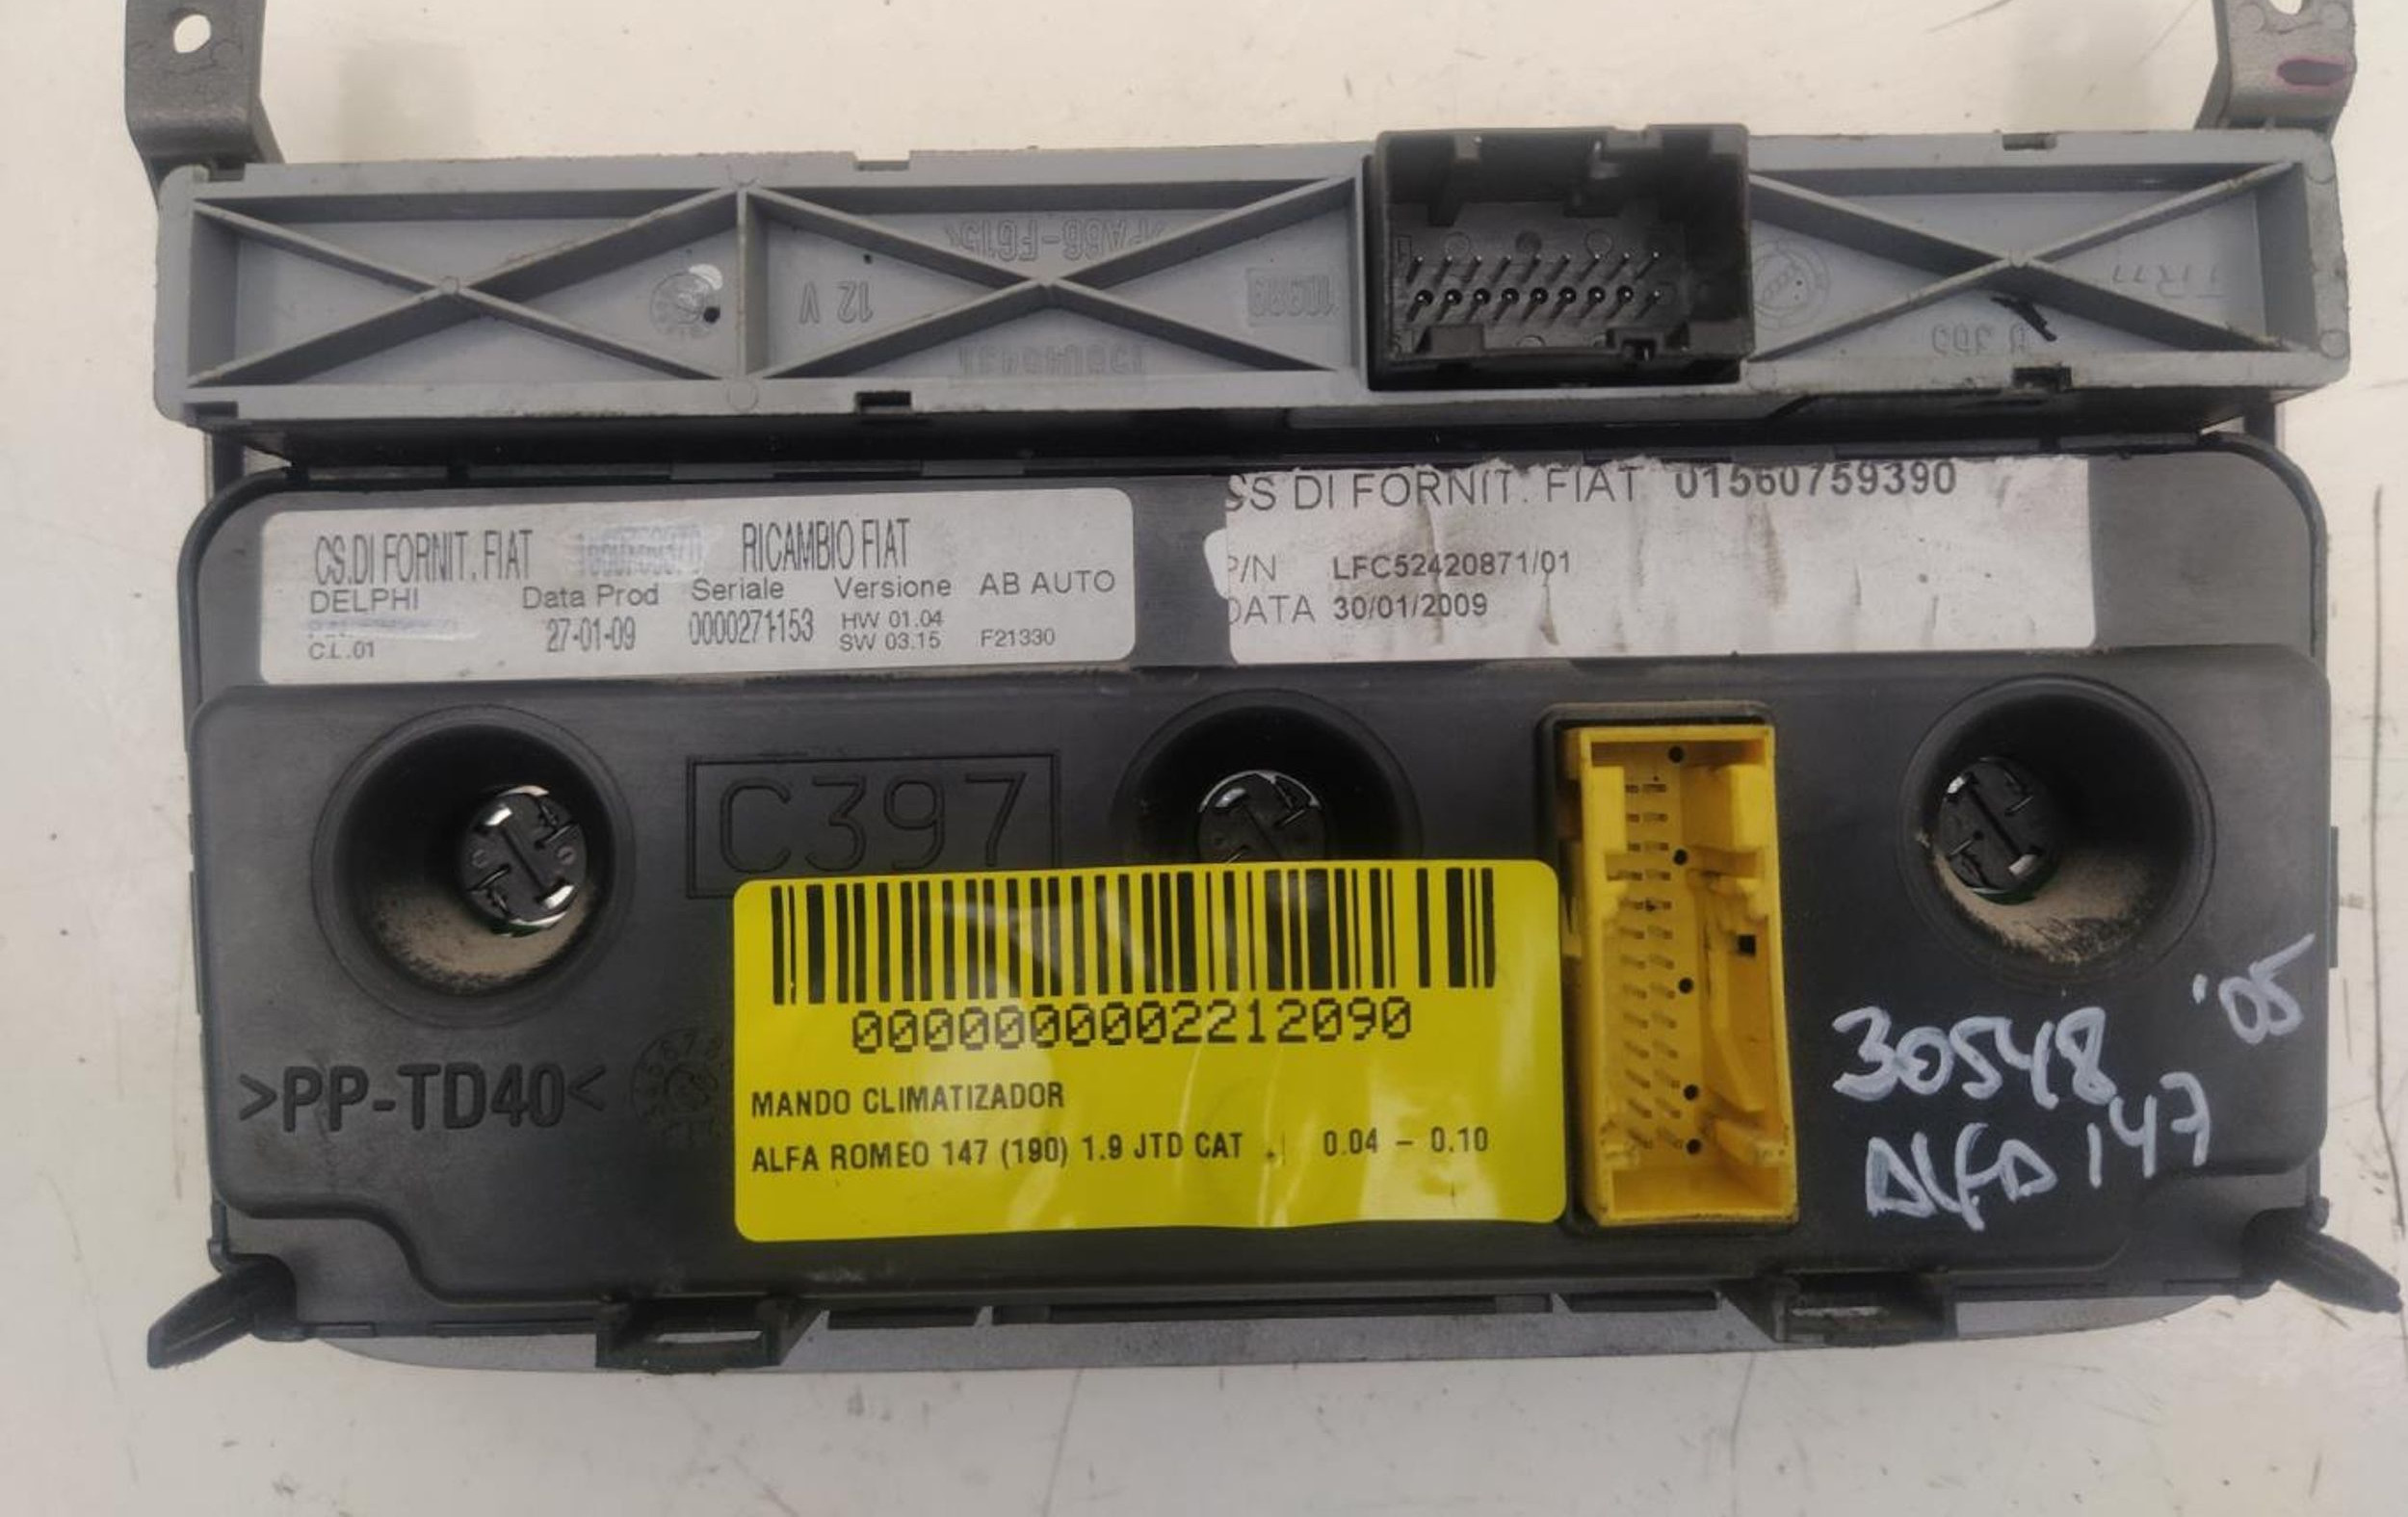 >PA66-F615<
12 V
CS.DI FORNIT. FIAT RICAMBIO FIAT
DELPHI Data Prod Seriale Versione AB AUTO
27-01-09 0000271153 HW 01.04
C.L.01 SW 03.15 F21330
CS DI FORNIT. FIAT 01560759390
P/N LFC52420871/01
DATA 30/01/2009
C397
>PP-TD40<
0000000002212090
MANDO CLIMATIZADOR
ALFA ROMEO 147 (190) 1.9 JTD CAT . | 0.04 - 0.10
30548 '05
ALFA 147